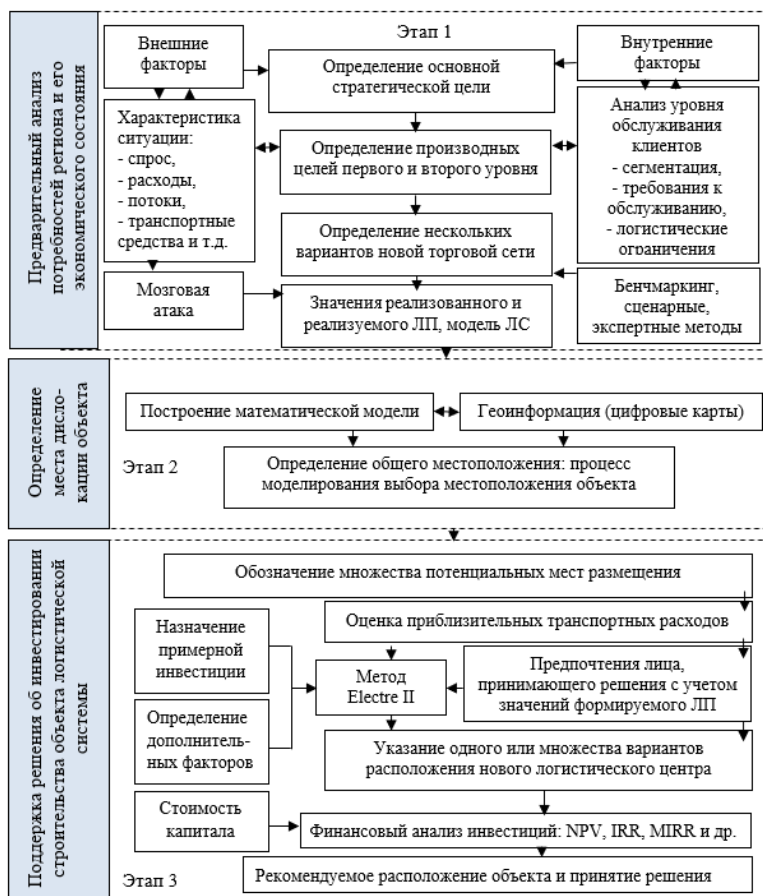 Предварительный анализ
потребностей региона и его
экономического состояния
Этап 1
Внешние
факторы
Определение основной
стратегической цели
Внутренние
факторы
Характеристика
ситуации:
- спрос,
- расходы,
- потоки,
- транспортные
средства и т.д.
Определение производных
целей первого и второго уровня
Анализ уровня
обслуживания
клиентов
- сегментация,
- требования к
обслуживанию,
- логистические
ограничения
Определение нескольких
вариантов новой торговой сети
Мозговая
атака
Значения реализованного и
реализуемого ЛП, модель ЛС
Бенчмаркинг,
сценарные,
экспертные методы
Определение
места дисло-
кации объекта
Этап 2
Построение математической модели
Геоинформация (цифровые карты)
Определение общего местоположения: процесс
моделирования выбора местоположения объекта
Поддержка решения об инвестировании
строительства объекта логистической
системы
Обозначение множества потенциальных мест размещения
Оценка приблизительных транспортных расходов
Назначение
примерной
инвестиции
Метод
Electre II
Предпочтения лица,
принимающего решения с учетом
значений формируемого ЛП
Определение
дополнитель-
ных факторов
Указание одного или множества вариантов
расположения нового логистического центра
Стоимость
капитала
Финансовый анализ инвестиций: NPV, IRR, MIRR и др.
Рекомендуемое расположение объекта и принятие решения
Этап 3